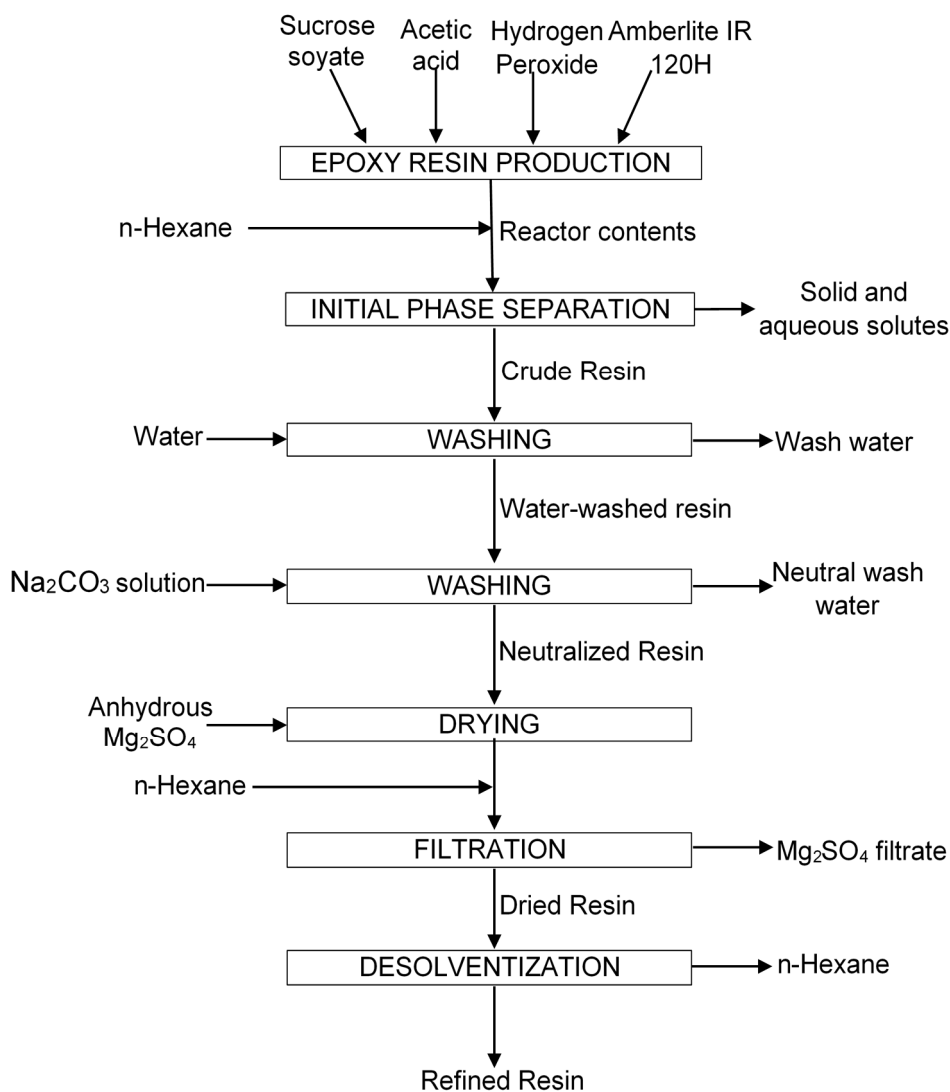 Sucrose
soyate
Acetic
acid
Hydrogen
Peroxide
Amberlite IR
120H
EPOXY RESIN PRODUCTION
n-Hexane
Reactor contents
INITIAL PHASE SEPARATION
Solid and
aqueous solutes
Crude Resin
Water
WASHING
Wash water
Water-washed resin
Na₂CO₃ solution
WASHING
Neutral wash
water
Neutralized Resin
Anhydrous
Mg₂SO₄
DRYING
n-Hexane
FILTRATION
Mg₂SO₄ filtrate
Dried Resin
DESOLVENTIZATION
n-Hexane
Refined Resin